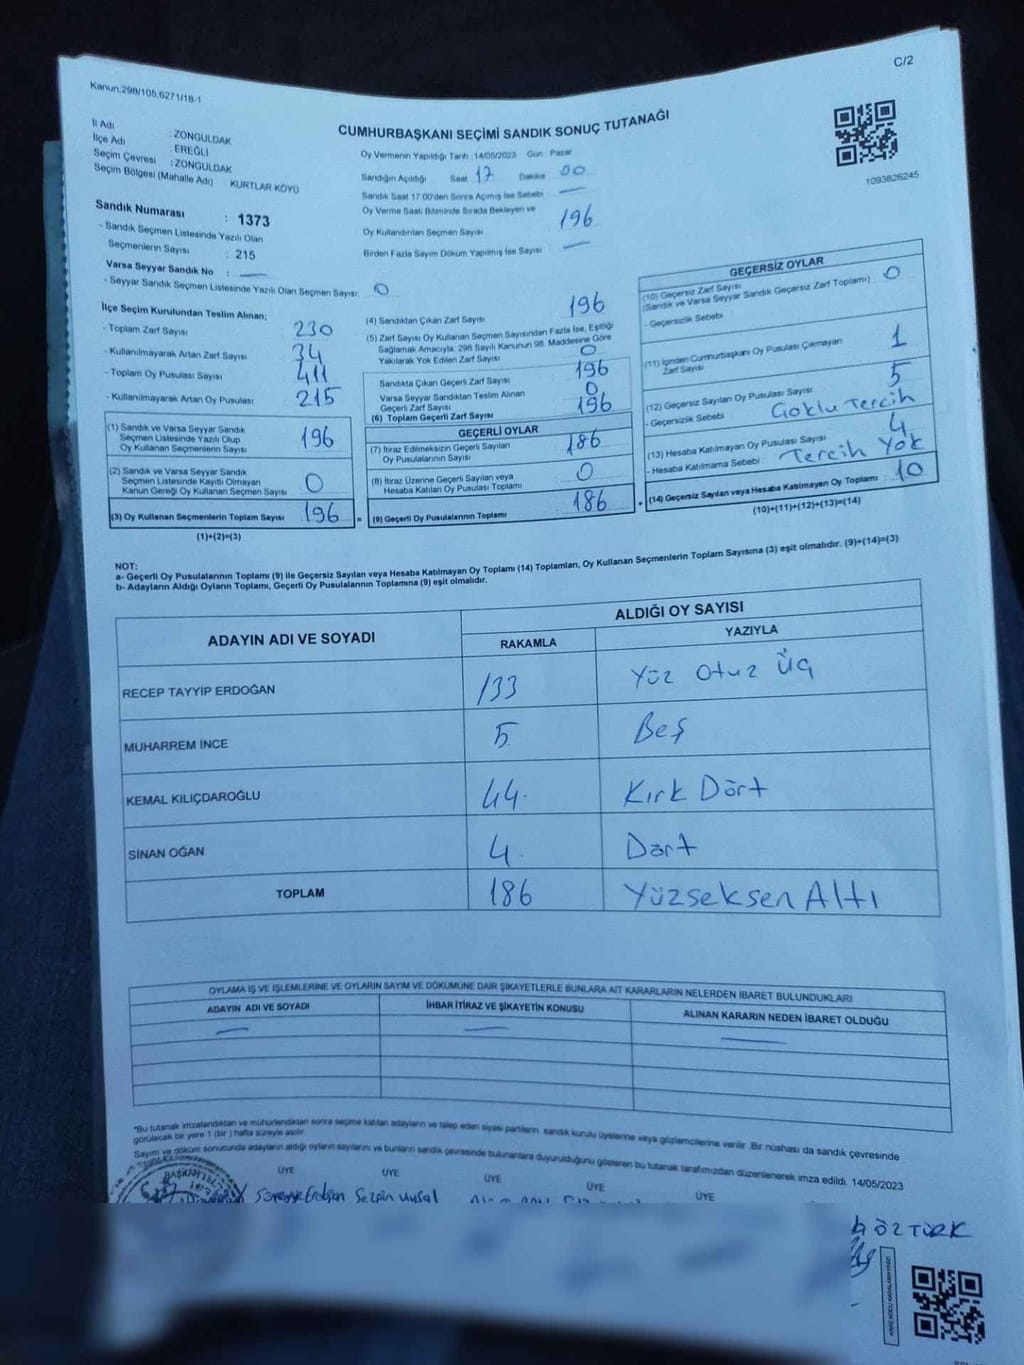 C/2
Kanun:298/105,6271/18-1
CUMHURBAŞKANI SEÇİMİ SANDIK SONUÇ TUTANAĞI
1093826245
İl Adı : ZONGULDAK
İlçe Adı : EREĞLİ
Seçim Çevresi : ZONGULDAK
Seçim Bölgesi (Mahalle Adı) KURTLAR KÖYÜ
Sandık Numarası : 1373
- Sandık Seçmen Listesinde Yazılı Olan
Seçmenlerin Sayısı : 215
Varsa Seyyar Sandık No :
- Seyyar Sandık Seçmen Listesinde Yazılı Olan Seçmen Sayısı: 0
İlçe Seçim Kurulundan Teslim Alınan;
- Toplam Zarf Sayısı 230
- Kullanılmayarak Artan Zarf Sayısı 34
- Toplam Oy Pusulası Sayısı 411
- Kullanılmayarak Artan Oy Pusulası 215
(1) Sandık ve Varsa Seyyar Sandık
Seçmen Listesinde Yazılı Olup
Oy Kullanan Seçmenlerin Sayısı 196
(2) Sandık ve Varsa Seyyar Sandık
Seçmen Listesinde Kayıtlı Olmayan
Kanun Gereği Oy Kullanan Seçmen Sayısı 0
(3) Oy Kullanan Seçmenlerin Toplam Sayısı 196
(1)+(2)=(3)
Oy Vermenin Yapıldığı Tarih : 14/05/2023 Gün : Pazar
Sandığın Açıldığı Saat 17 Dakika 00
Sandık Saat 17:00'den Sonra Açılmış İse Sebebi
Oy Verme Saati Bitiminde Sırada Bekleyen ve
Oy Kullandırılan Seçmen Sayısı 196
Birden Fazla Sayım Döküm Yapılmış İse Sayısı :
(4) Sandıktan Çıkan Zarf Sayısı 196
(5) Zarf Sayısı Oy Kullanan Seçmen Sayısından Fazla İse, Eşitliği
Sağlamak Amacıyla, 298 Sayılı Kanunun 98. Maddesine Göre
Yakılarak Yok Edilen Zarf Sayısı 0
Sandıkta Çıkan Geçerli Zarf Sayısı 196
Varsa Seyyar Sandıktan Teslim Alınan
Geçerli Zarf Sayısı 0
(6) Toplam Geçerli Zarf Sayısı 196
GEÇERLİ OYLAR
(7) İtiraz Edilmeksizin Geçerli Sayılan
Oy Pusulalarının Sayısı 186
(8) İtiraz Üzerine Geçerli Sayılan veya
Hesaba Katılan Oy Pusulası Toplamı 0
= (9) Geçerli Oy Pusulalarının Toplamı 186
GEÇERSİZ OYLAR
(10) Geçersiz Zarf Sayısı
(Sandık ve Varsa Seyyar Sandık Geçersiz Zarf Toplamı) 0
- Geçersizlik Sebebi
(11) İçinden Cumhurbaşkanı Oy Pusulası Çıkmayan
Zarf Sayısı 1
(12) Geçersiz Sayılan Oy Pusulası Sayısı 5
- Geçersizlik Sebebi : Çoklu Tercih
(13) Hesaba Katılmayan Oy Pusulası Sayısı 4
- Hesaba Katılmama Sebebi : Tercih Yok
+ (14) Geçersiz Sayılan veya Hesaba Katılmayan Oy Toplamı : 10
(10)+(11)+(12)+(13)=(14)
NOT:
a- Geçerli Oy Pusulalarının Toplamı (9) ile Geçersiz Sayılan veya Hesaba Katılmayan Oy Toplamı (14) Toplamları, Oy Kullanan Seçmenlerin Toplam Sayısına (3) eşit olmalıdır. (9)+(14)=(3)
b- Adayların Aldığı Oyların Toplamı, Geçerli Oy Pusulalarının Toplamına (9) eşit olmalıdır.
ADAYIN ADI VE SOYADI
ALDIĞI OY SAYISI
RAKAMLA YAZIYLA
RECEP TAYYİP ERDOĞAN 133 Yüz Otuz Üç
MUHARREM İNCE 5 Beş
KEMAL KILIÇDAROĞLU 44 Kırk Dört
SİNAN OĞAN 4 Dört
TOPLAM 186 Yüzseksen Altı
OYLAMA İŞ VE İŞLEMLERİNE VE OYLARIN SAYIM VE DÖKÜMÜNE DAİR ŞİKAYETLERLE BUNLARA AİT KARARLARIN NELERDEN İBARET BULUNDUKLARI
ADAYIN ADI VE SOYADI İHBAR İTİRAZ VE ŞİKAYETİN KONUSU ALINAN KARARIN NEDEN İBARET OLDUĞU
*Bu tutanak imzalandıktan ve mühürlendikten sonra seçime katılan adayların ve talep eden siyasi partilerin sandık kurulu üyelerine veya gözlemcilerine verilir. Bir nüshası da sandık çevresinde
görülecek bir yere 1 (bir) hafta süreyle asılır.
Sayım ve döküm sonucunda adayların aldığı oyların sayılarını ve bunların sandık çevresinde bulunanlara duyurulduğunu gösteren bu tutanak tarafımızdan düzenlenerek imza edildi. 14/05/2023
BAŞKAN ÜYE ÜYE ÜYE ÜYE ÜYE
Sezgin Uysal
ÖZTÜRK